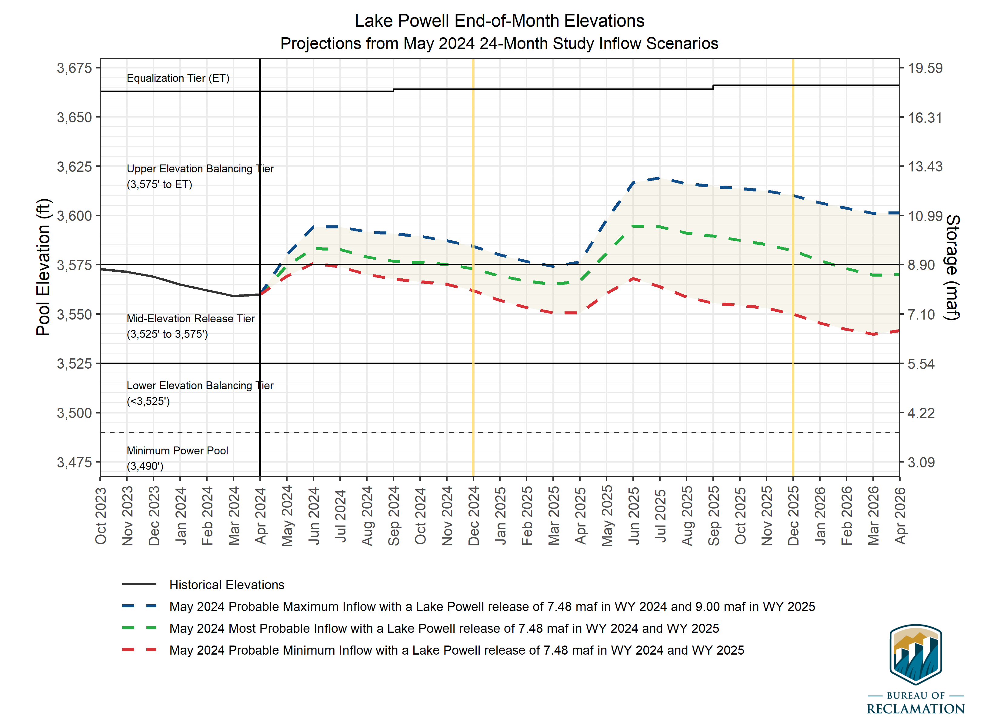 Lake Powell End-of-Month Elevations
Projections from May 2024 24-Month Study Inflow Scenarios
Pool Elevation (ft)
3,675
3,650
3,625
3,600
3,575
3,550
3,525
3,500
3,475
Equalization Tier (ET)
Upper Elevation Balancing Tier
(3,575' to ET)
Mid-Elevation Release Tier
(3,525' to 3,575')
Lower Elevation Balancing Tier
(<3,525')
Minimum Power Pool
(3,490')
19.59
16.31
13.43
10.99
8.90
7.10
5.54
4.22
3.09
Storage (maf)
Oct 2023
Nov 2023
Dec 2023
Jan 2024
Feb 2024
Mar 2024
Apr 2024
May 2024
Jun 2024
Jul 2024
Aug 2024
Sep 2024
Oct 2024
Nov 2024
Dec 2024
Jan 2025
Feb 2025
Mar 2025
Apr 2025
May 2025
Jun 2025
Jul 2025
Aug 2025
Sep 2025
Oct 2025
Nov 2025
Dec 2025
Jan 2026
Feb 2026
Mar 2026
Apr 2026
Historical Elevations
May 2024 Probable Maximum Inflow with a Lake Powell release of 7.48 maf in WY 2024 and 9.00 maf in WY 2025
May 2024 Most Probable Inflow with a Lake Powell release of 7.48 maf in WY 2024 and WY 2025
May 2024 Probable Minimum Inflow with a Lake Powell release of 7.48 maf in WY 2024 and WY 2025
BUREAU OF
RECLAMATION